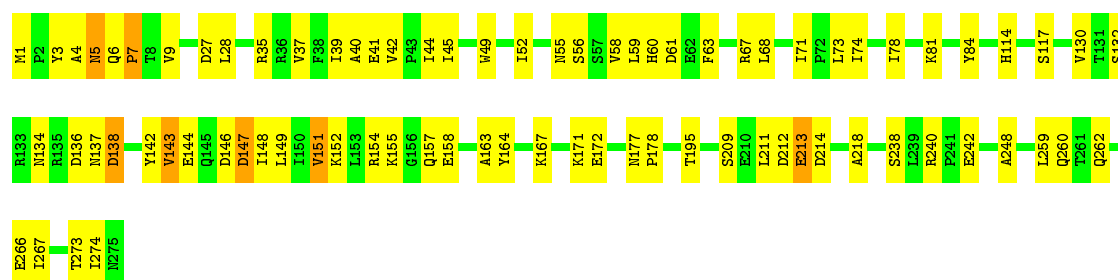 M1 P2 Y3 A4 N5 Q6 P7 T8 V9 D27 L28 R35 R36 V37 F38 I39 A40 E41 V42 P43 I44 I45 W49 I52 N55 S56 S57 V58 L59 H60 D61 E62 F63 R67 L68 I71 P72 L73 I74 I78 K81 Y84 H114 S117 V130 T131 S132
R133 N134 R135 D136 N137 D138 Y142 V143 E144 Q145 D146 D147 I148 L149 I150 V151 K152 L153 R154 K155 G156 Q157 E158 A163 Y164 K167 K171 E172 N177 P178 T195 S209 E210 L211 D212 E213 D214 A218 S238 L239 R240 P241 E242 A248 L259 Q260 T261 Q262
E266 I267 T273 I274 N275